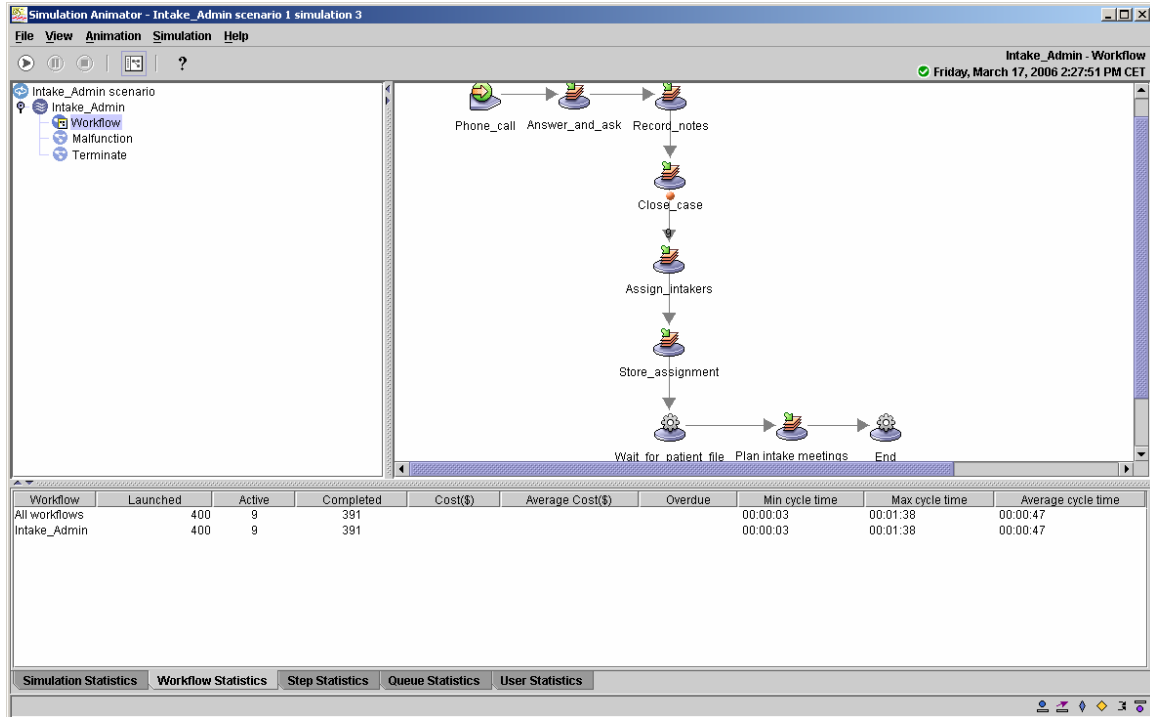 Simulation Animator - Intake_Admin scenario 1 simulation 3
File View Animation Simulation Help
?
Intake_Admin - Workflow
Friday, March 17, 2006 2:27:51 PM CET
Intake_Admin scenario
Intake_Admin
Workflow
Malfunction
Terminate
Phone_call Answer_and_ask Record_notes
Close_case
9
Assign_intakers
Store_assignment
Wait_for_patient_file Plan intake meetings End
Workflow Launched Active Completed Cost($) Average Cost($) Overdue Min cycle time Max cycle time Average cycle time
All workflows 400 9 391 00:00:03 00:01:38 00:00:47
Intake_Admin 400 9 391 00:00:03 00:01:38 00:00:47
Simulation Statistics Workflow Statistics Step Statistics Queue Statistics User Statistics